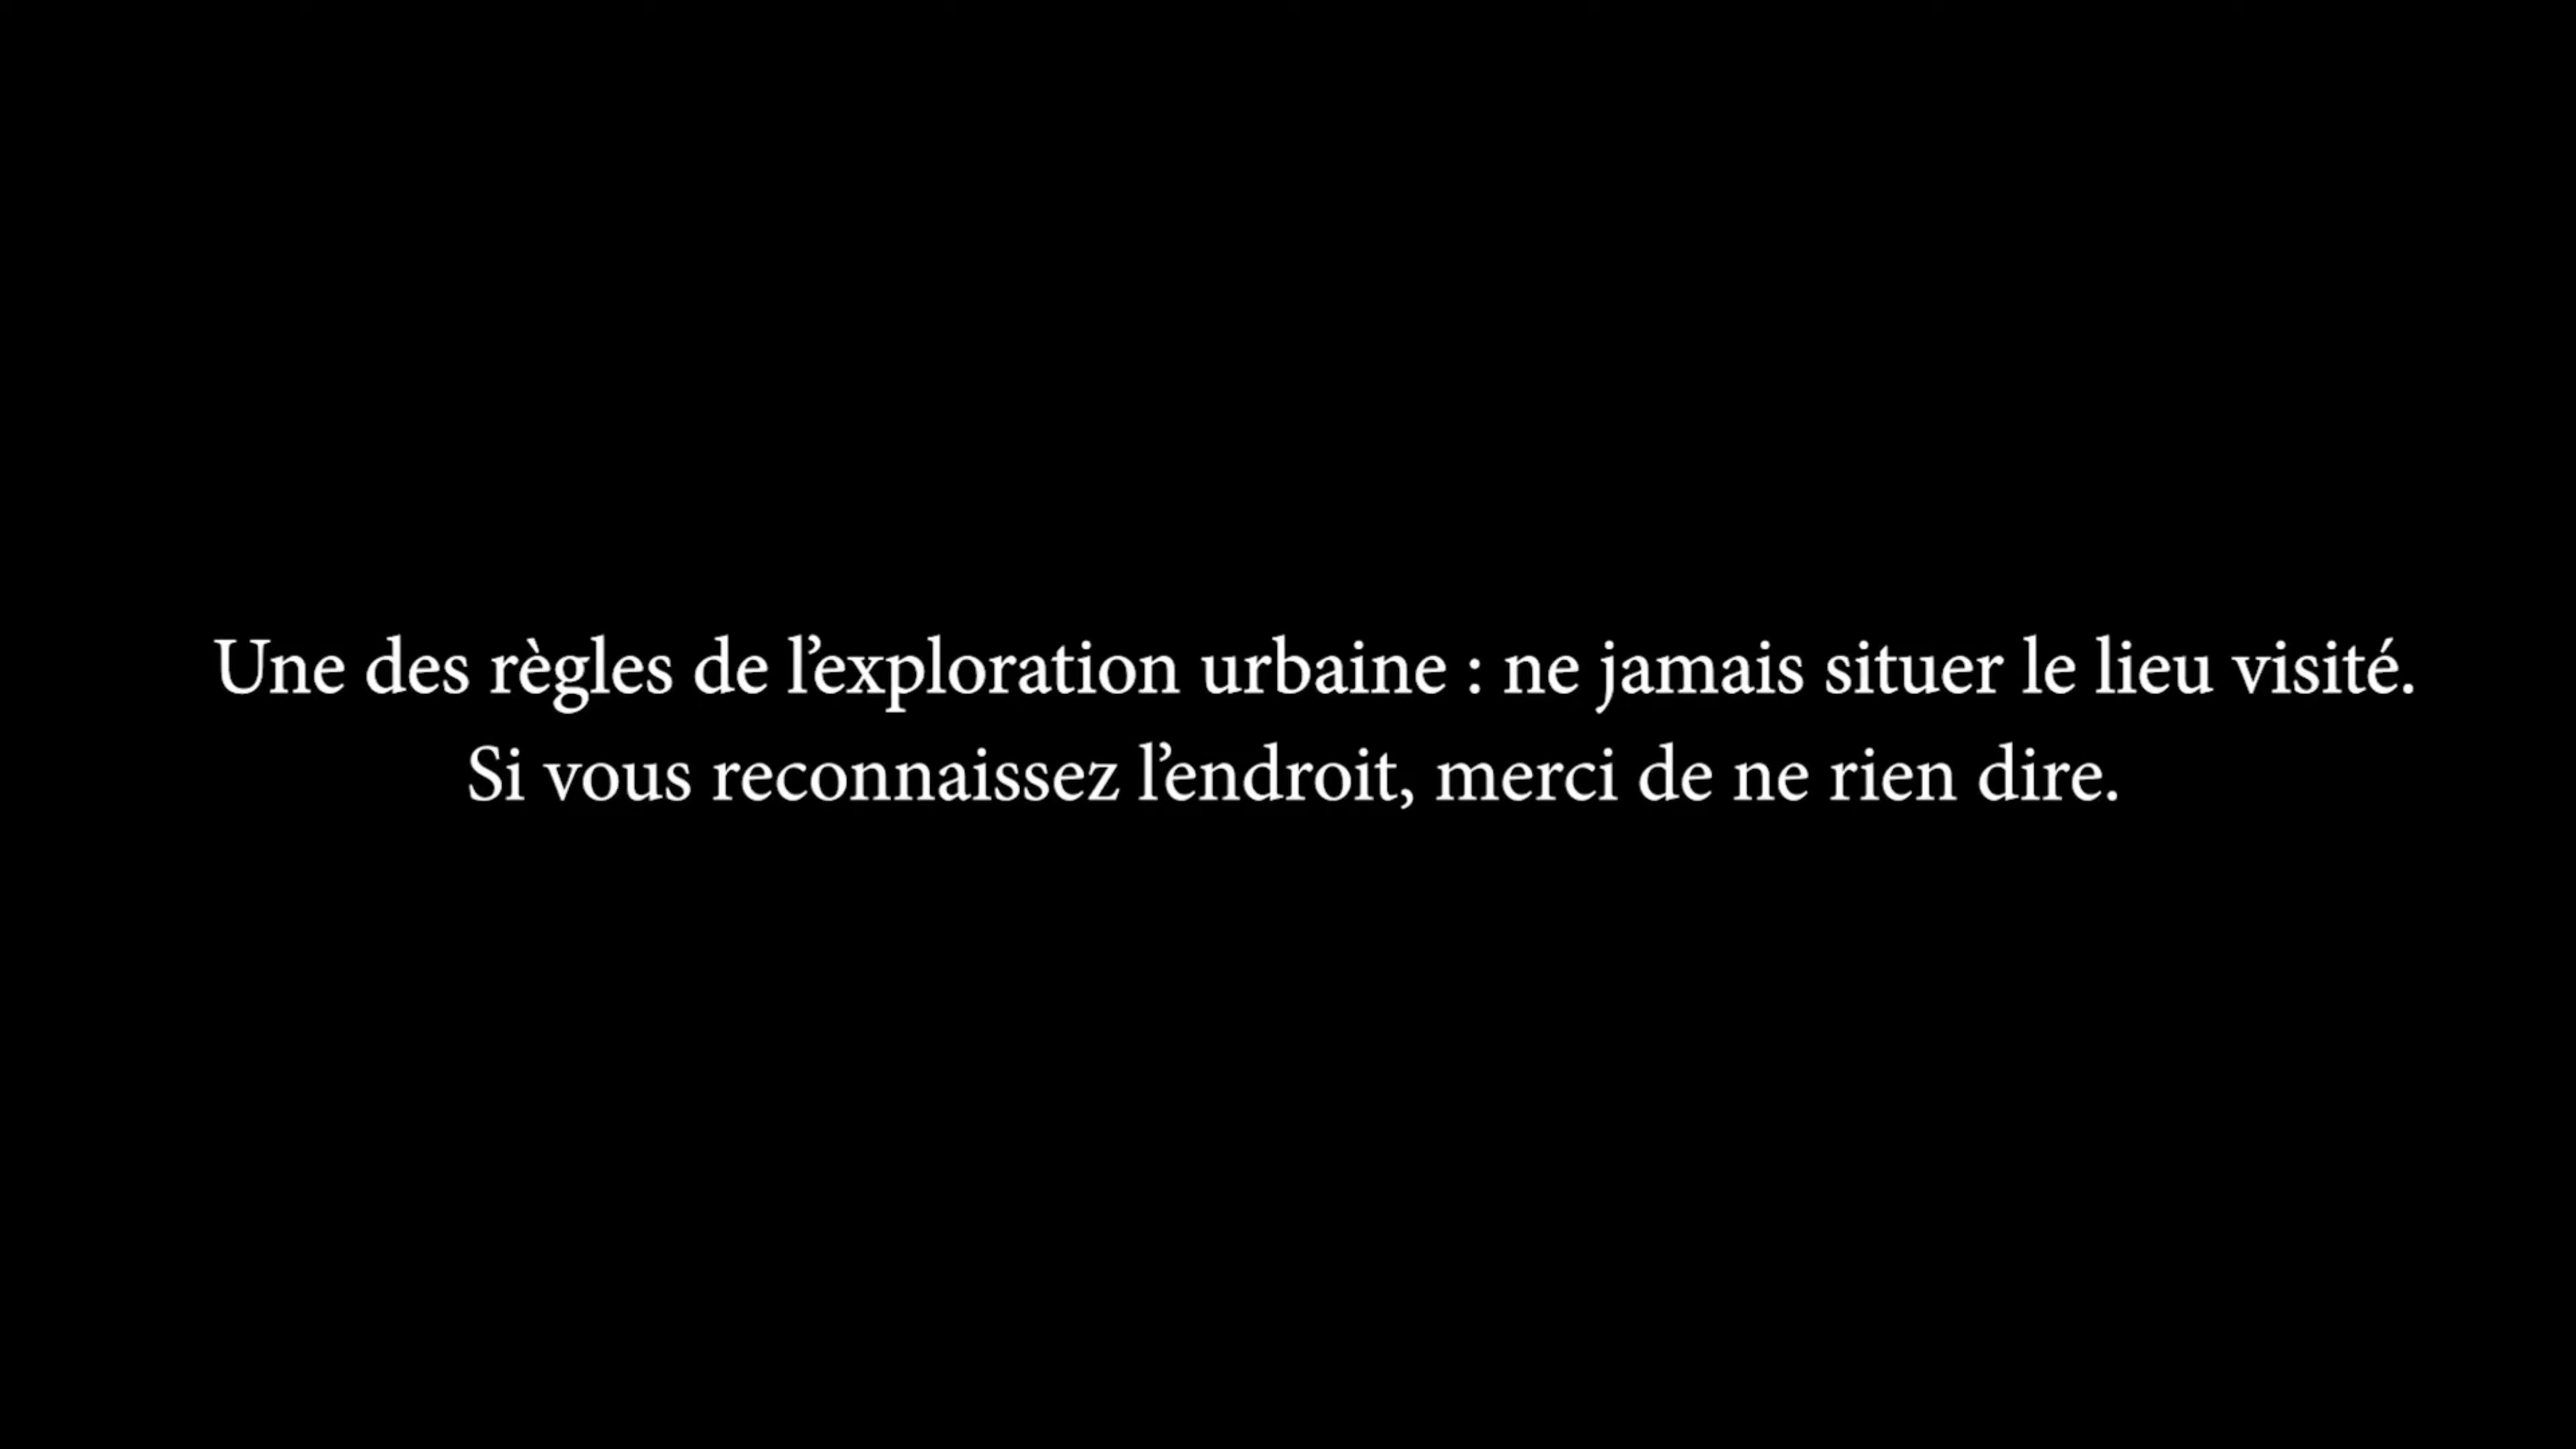 Une des règles de l’exploration urbaine : ne jamais situer le lieu visité.
Si vous reconnaissez l’endroit, merci de ne rien dire.